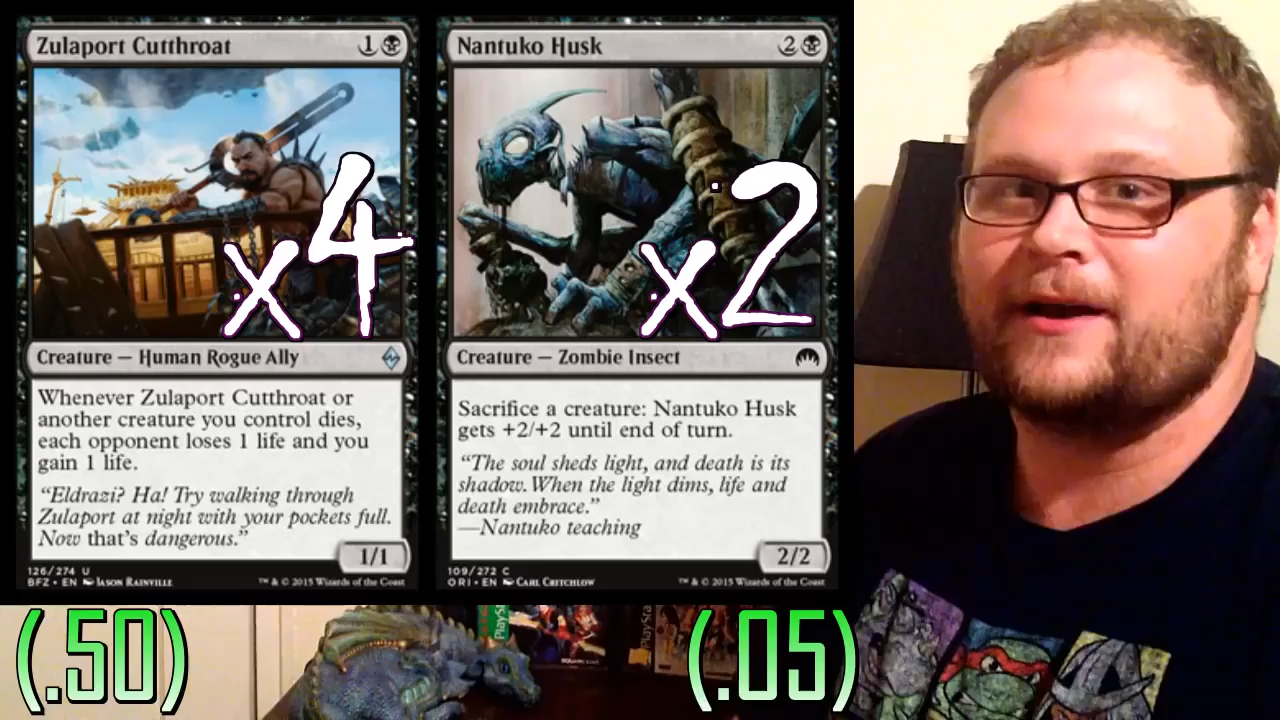 Zulaport Cutthroat 1
x4
Creature — Human Rogue Ally
Whenever Zulaport Cutthroat or
another creature you control dies,
each opponent loses 1 life and you
gain 1 life.
“Eldrazi? Ha! Try walking through
Zulaport at night with your pockets full.
Now that’s dangerous.”
1/1
126/274 U
BFZ • EN Jason Rainville
™ & © 2015 Wizards of the Coast
(.50)
Nantuko Husk 2
x2
Creature — Zombie Insect
Sacrifice a creature: Nantuko Husk
gets +2/+2 until end of turn.
“The soul sheds light, and death is its
shadow. When the light dims, life and
death embrace.”
—Nantuko teaching
2/2
109/272 C
ORI • EN Carl Critchlow
™ & © 2015 Wizards of the Coast
(.05)
PlaySt
PlaySta